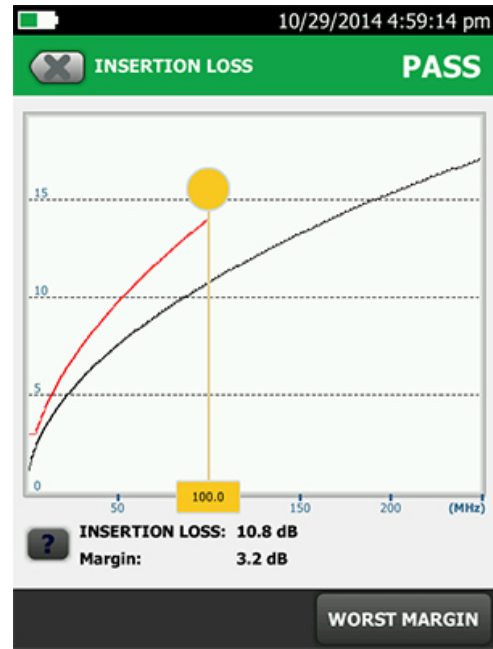 10/29/2014 4:59:14 pm
INSERTION LOSS PASS
15
10
5
0
50 100.0 150 200 (MHz)
? INSERTION LOSS: 10.8 dB
Margin: 3.2 dB
WORST MARGIN